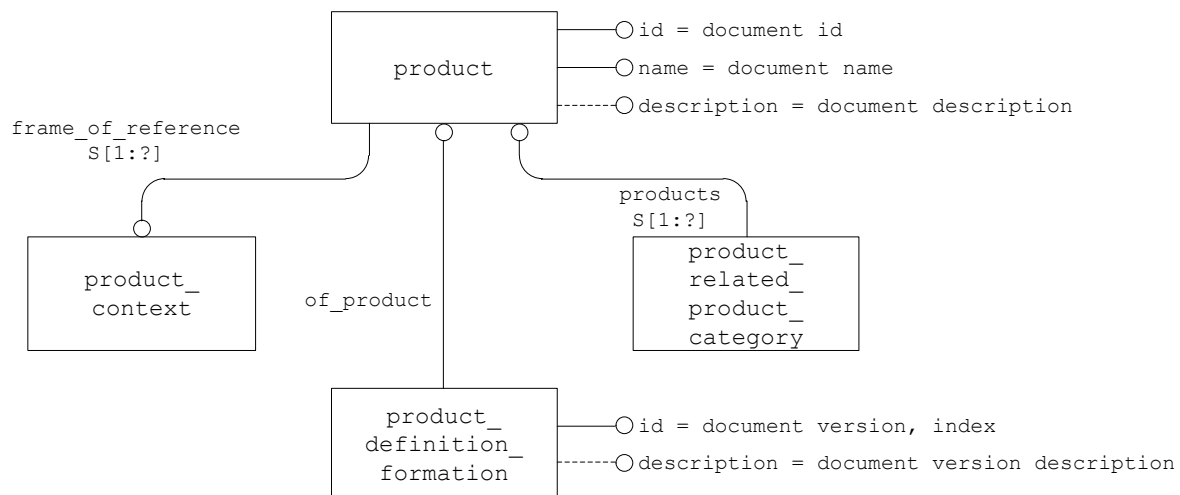 product
id = document id
name = document name
description = document description
frame_of_reference
S[1:?]
products
S[1:?]
product_
context
of_product
product_
related_
product_
category
product_
definition_
formation
id = document version, index
description = document version description